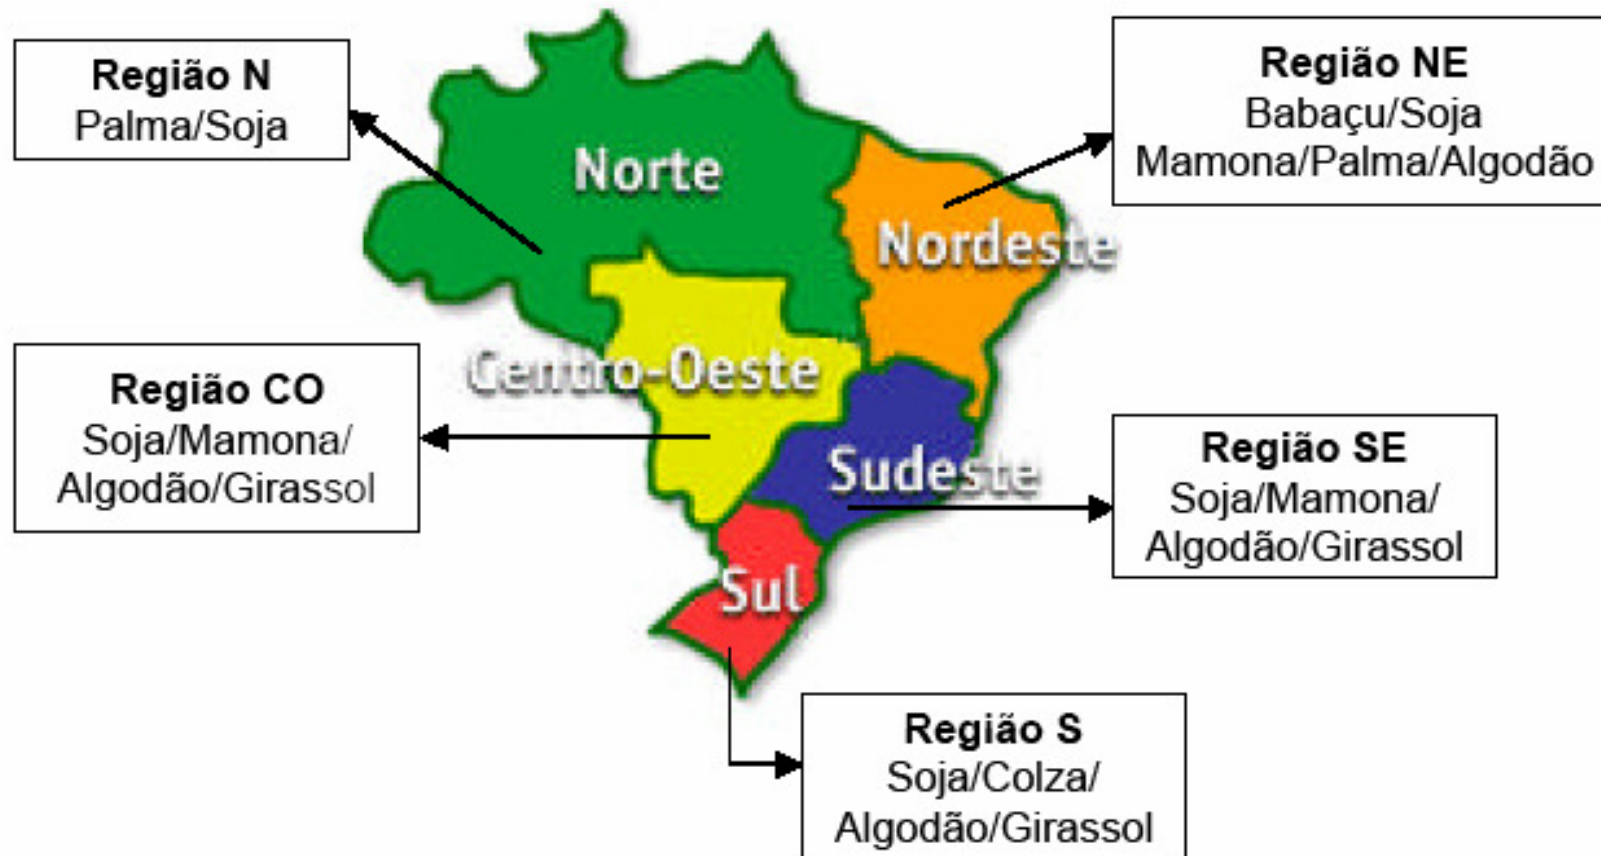 Região N
Palma/Soja
Região NE
Babaçu/Soja
Mamona/Palma/Algodão
Norte
Nordeste
Região CO
Soja/Mamona/
Algodão/Girassol
Centro-Oeste
Sudeste
Região SE
Soja/Mamona/
Algodão/Girassol
Sul
Região S
Soja/Colza/
Algodão/Girassol